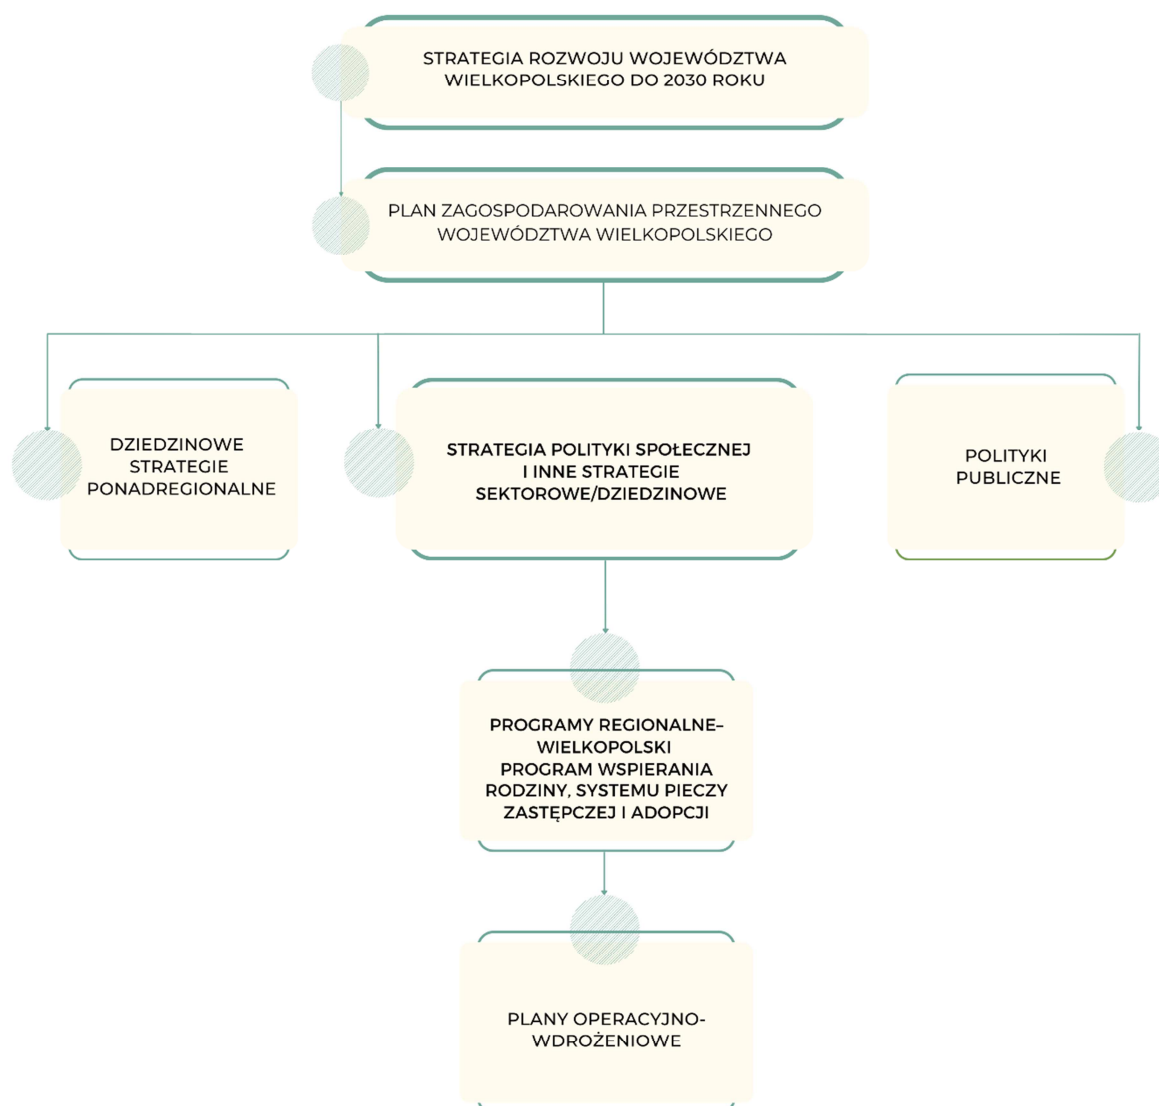 STRATEGIA ROZWOJU WOJEWÓDZTWA
WIELKOPOLSKIEGO DO 2030 ROKU
PLAN ZAGOSPODAROWANIA PRZESTRZENNEGO
WOJEWÓDZTWA WIELKOPOLSKIEGO
DZIEDZINOWE
STRATEGIE
PONADREGIONALNE
STRATEGIA POLITYKI SPOŁECZNEJ
I INNE STRATEGIE
SEKTOROWE/DZIEDZINOWE
POLITYKI
PUBLICZNE
PROGRAMY REGIONALNE–
WIELKOPOLSKI
PROGRAM WSPIERANIA
RODZINY, SYSTEMU PIECZY
ZASTĘPCZEJ I ADOPCJI
PLANY OPERACYJNO-
WDROŻENIOWE